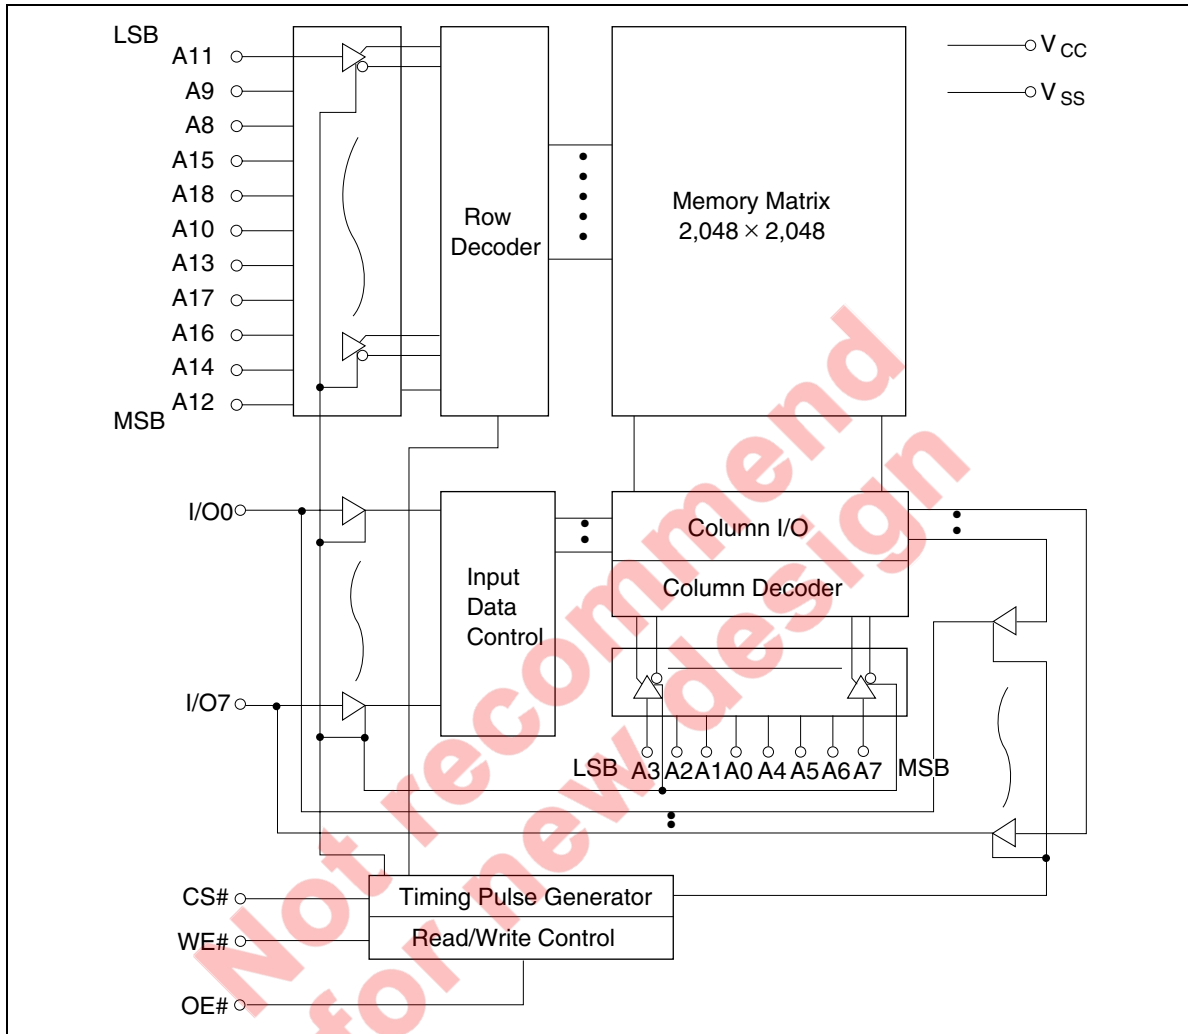 LSB
A11
A9
A8
A15
A18
A10
A13
A17
A16
A14
A12
MSB
Row
Decoder
Memory Matrix
2,048 × 2,048
V CC
V SS
I/O0
I/O7
Input
Data
Control
Column I/O
Column Decoder
LSB A3 A2 A1 A0 A4 A5 A6 A7 MSB
CS#
WE#
OE#
Timing Pulse Generator
Read/Write Control
Not recommend
for new design